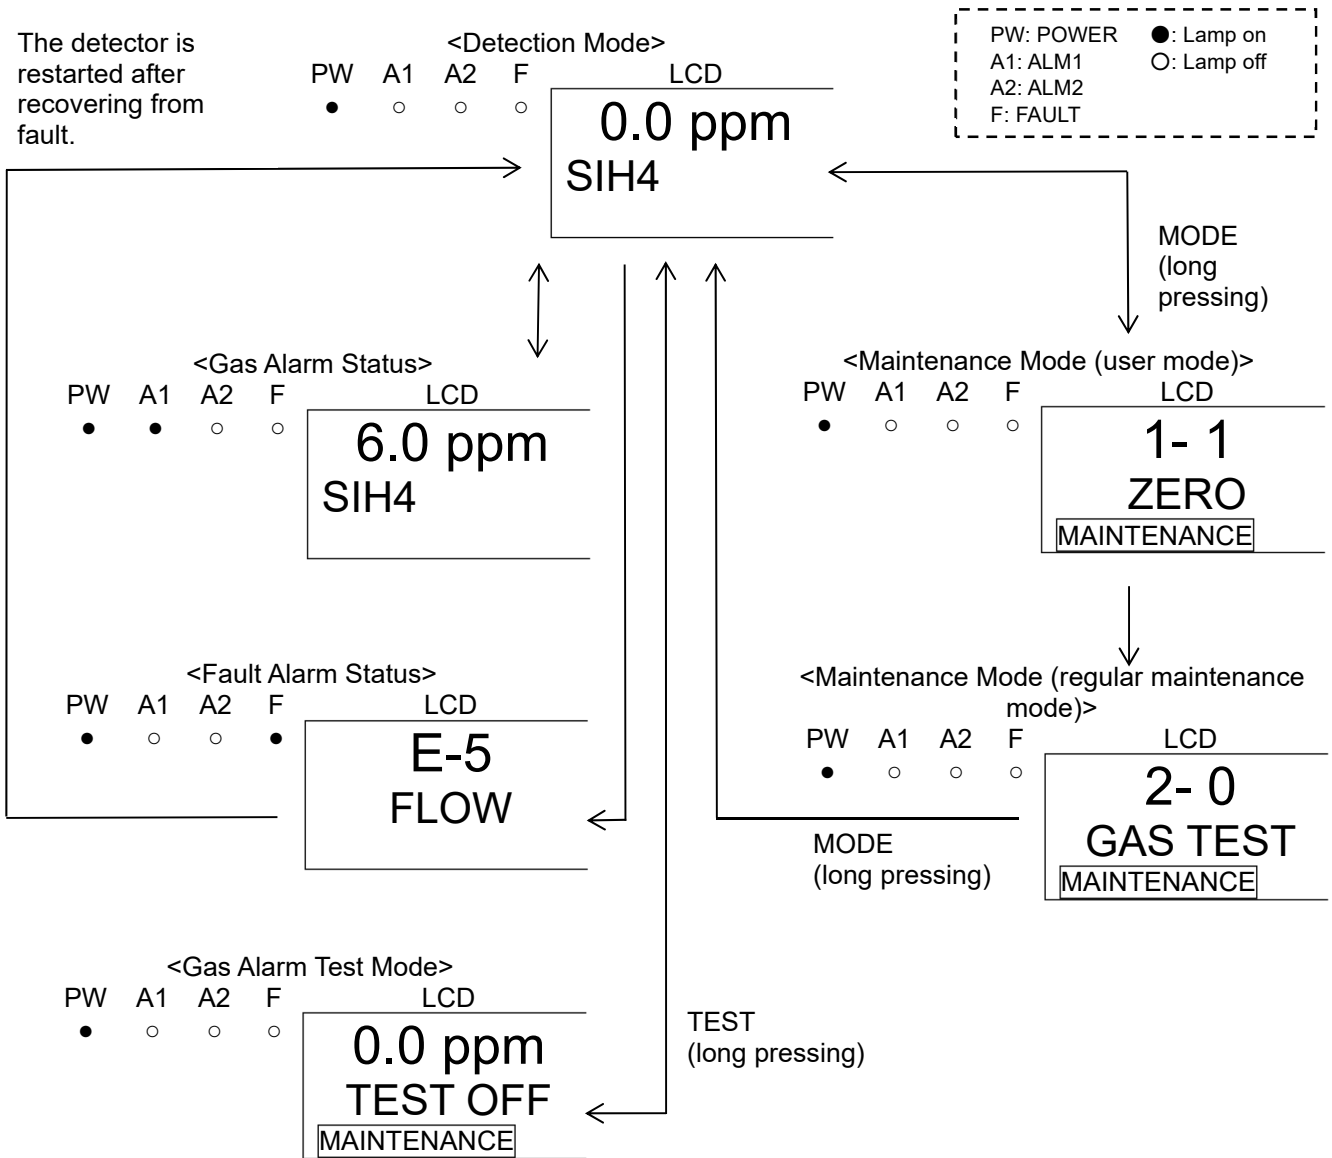 The detector is
restarted after
recovering from
fault.
<Detection Mode>
PW A1 A2 F LCD
● ○ ○ ○
0.0 ppm
SIH4
PW: POWER ●: Lamp on
A1: ALM1 ○: Lamp off
A2: ALM2
F: FAULT
MODE
(long
pressing)
<Gas Alarm Status>
PW A1 A2 F LCD
● ● ○ ○
6.0 ppm
SIH4
<Maintenance Mode (user mode)>
PW A1 A2 F LCD
● ○ ○ ○
1- 1
ZERO
MAINTENANCE
<Fault Alarm Status>
PW A1 A2 F LCD
● ○ ○ ●
E-5
FLOW
<Maintenance Mode (regular maintenance
mode)>
PW A1 A2 F LCD
● ○ ○ ○
2- 0
GAS TEST
MAINTENANCE
MODE
(long pressing)
<Gas Alarm Test Mode>
PW A1 A2 F LCD
● ○ ○ ○
0.0 ppm
TEST OFF
MAINTENANCE
TEST
(long pressing)